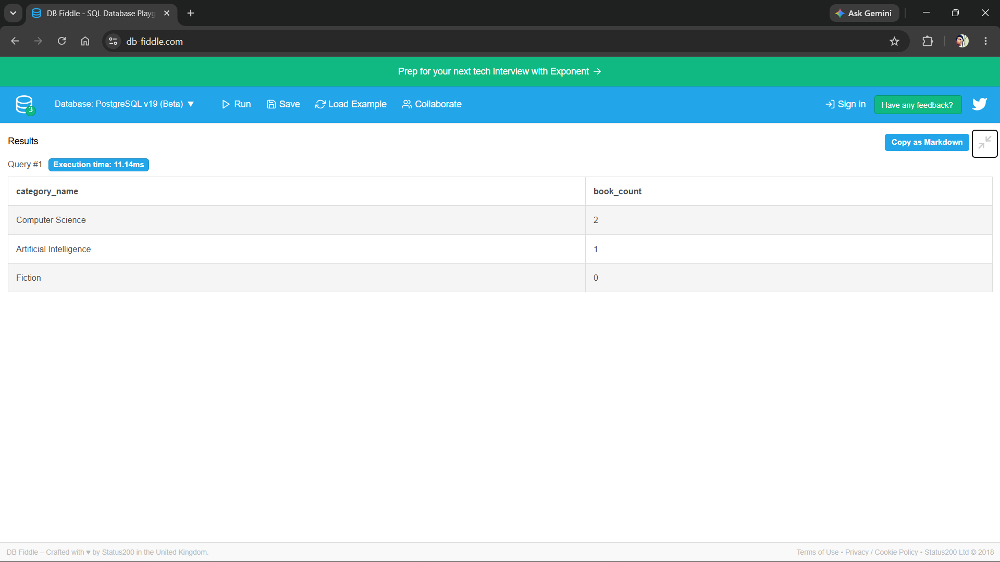 DB Fiddle - SQL Database Playg
Ask Gemini
db-fiddle.com
Prep for your next tech interview with Exponent →
3
Database: PostgreSQL v19 (Beta) ▼ Run Save Load Example Collaborate Sign in Have any feedback?
Results
Copy as Markdown
Query #1 Execution time: 11.14ms
category_name book_count
Computer Science 2
Artificial Intelligence 1
Fiction 0
DB Fiddle – Crafted with ♥ by Status200 in the United Kingdom. Terms of Use • Privacy / Cookie Policy • Status200 Ltd © 2018